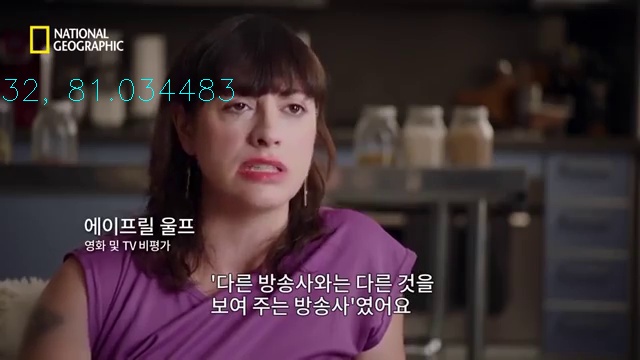 NATIONAL
GEOGRAPHIC
32, 81.034483
에이프릴 울프
영화 및 TV 비평가
'다른 방송사와는 다른 것을
보여 주는 방송사'였어요